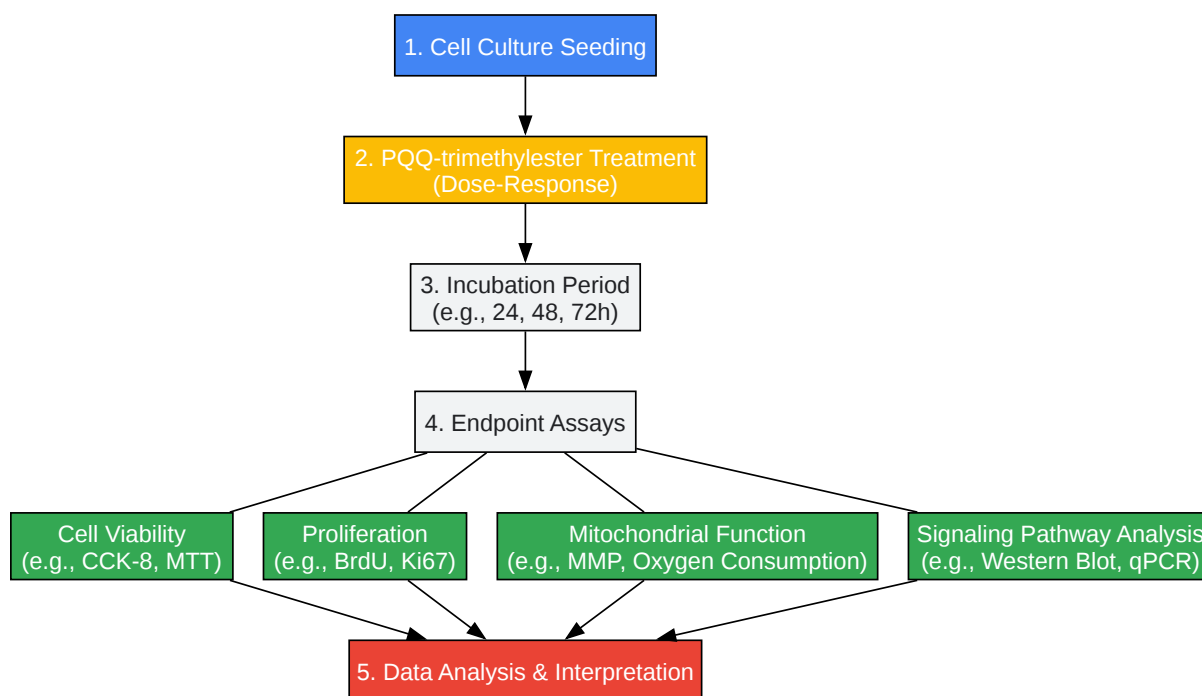 1. Cell Culture Seeding
2. PQQ-trimethylester Treatment
(Dose-Response)
3. Incubation Period
(e.g., 24, 48, 72h)
4. Endpoint Assays
Cell Viability
(e.g., CCK-8, MTT)
Proliferation
(e.g., BrdU, Ki67)
Mitochondrial Function
(e.g., MMP, Oxygen Consumption)
Signaling Pathway Analysis
(e.g., Western Blot, qPCR)
5. Data Analysis & Interpretation